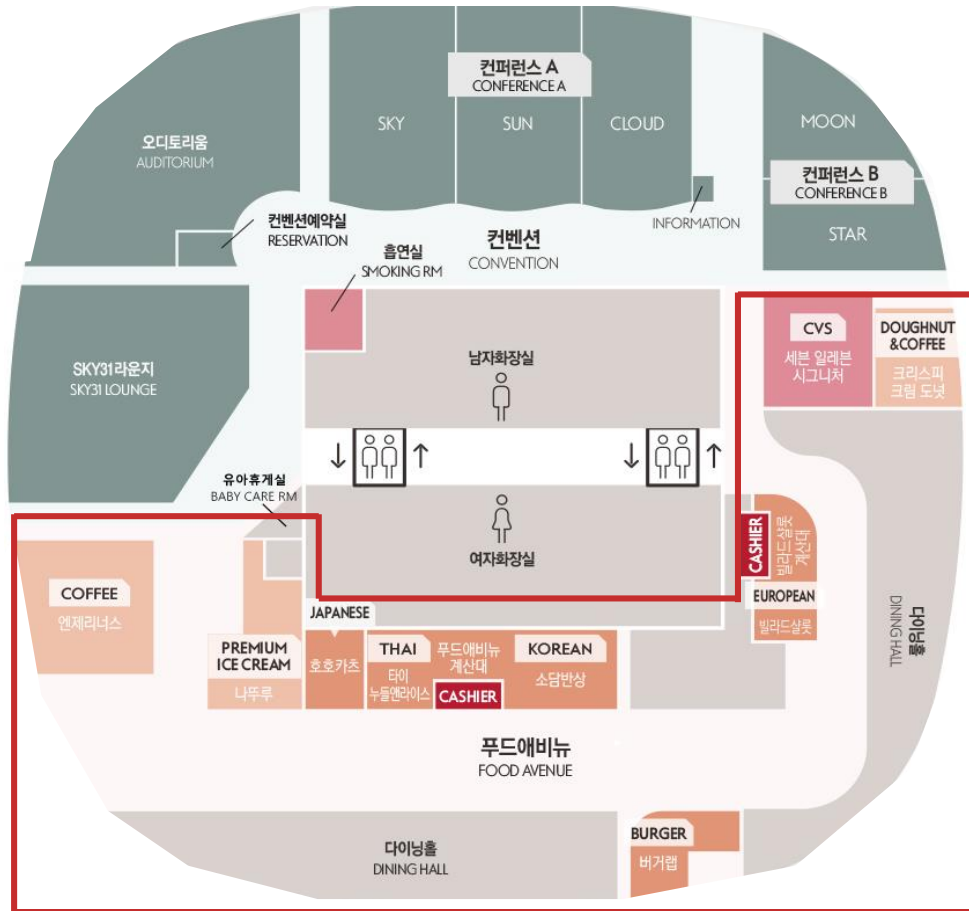 컨퍼런스 A
CONFERENCE A
SKY
SUN
CLOUD
MOON
오디토리움
AUDITORIUM
컨퍼런스 B
CONFERENCE B
컨벤션예약실
RESERVATION
INFORMATION
STAR
컨벤션
CONVENTION
흡연실
SMOKING RM
CVS
세븐 일레븐
시그니처
DOUGHNUT
&COFFEE
크리스피
크림 도넛
SKY31라운지
SKY31 LOUNGE
남자화장실
유아휴게실
BABY CARE RM
여자화장실
CASHIER
빌라드샬롯
계산대
EUROPEAN
빌라드샬롯
다이닝홀
DINING HALL
COFFEE
엔제리너스
JAPANESE
호호카츠
PREMIUM
ICE CREAM
나뚜루
THAI
타이
누들앤라이스
푸드애비뉴
계산대
CASHIER
KOREAN
소담반상
푸드애비뉴
FOOD AVENUE
다이닝홀
DINING HALL
BURGER
버거랩